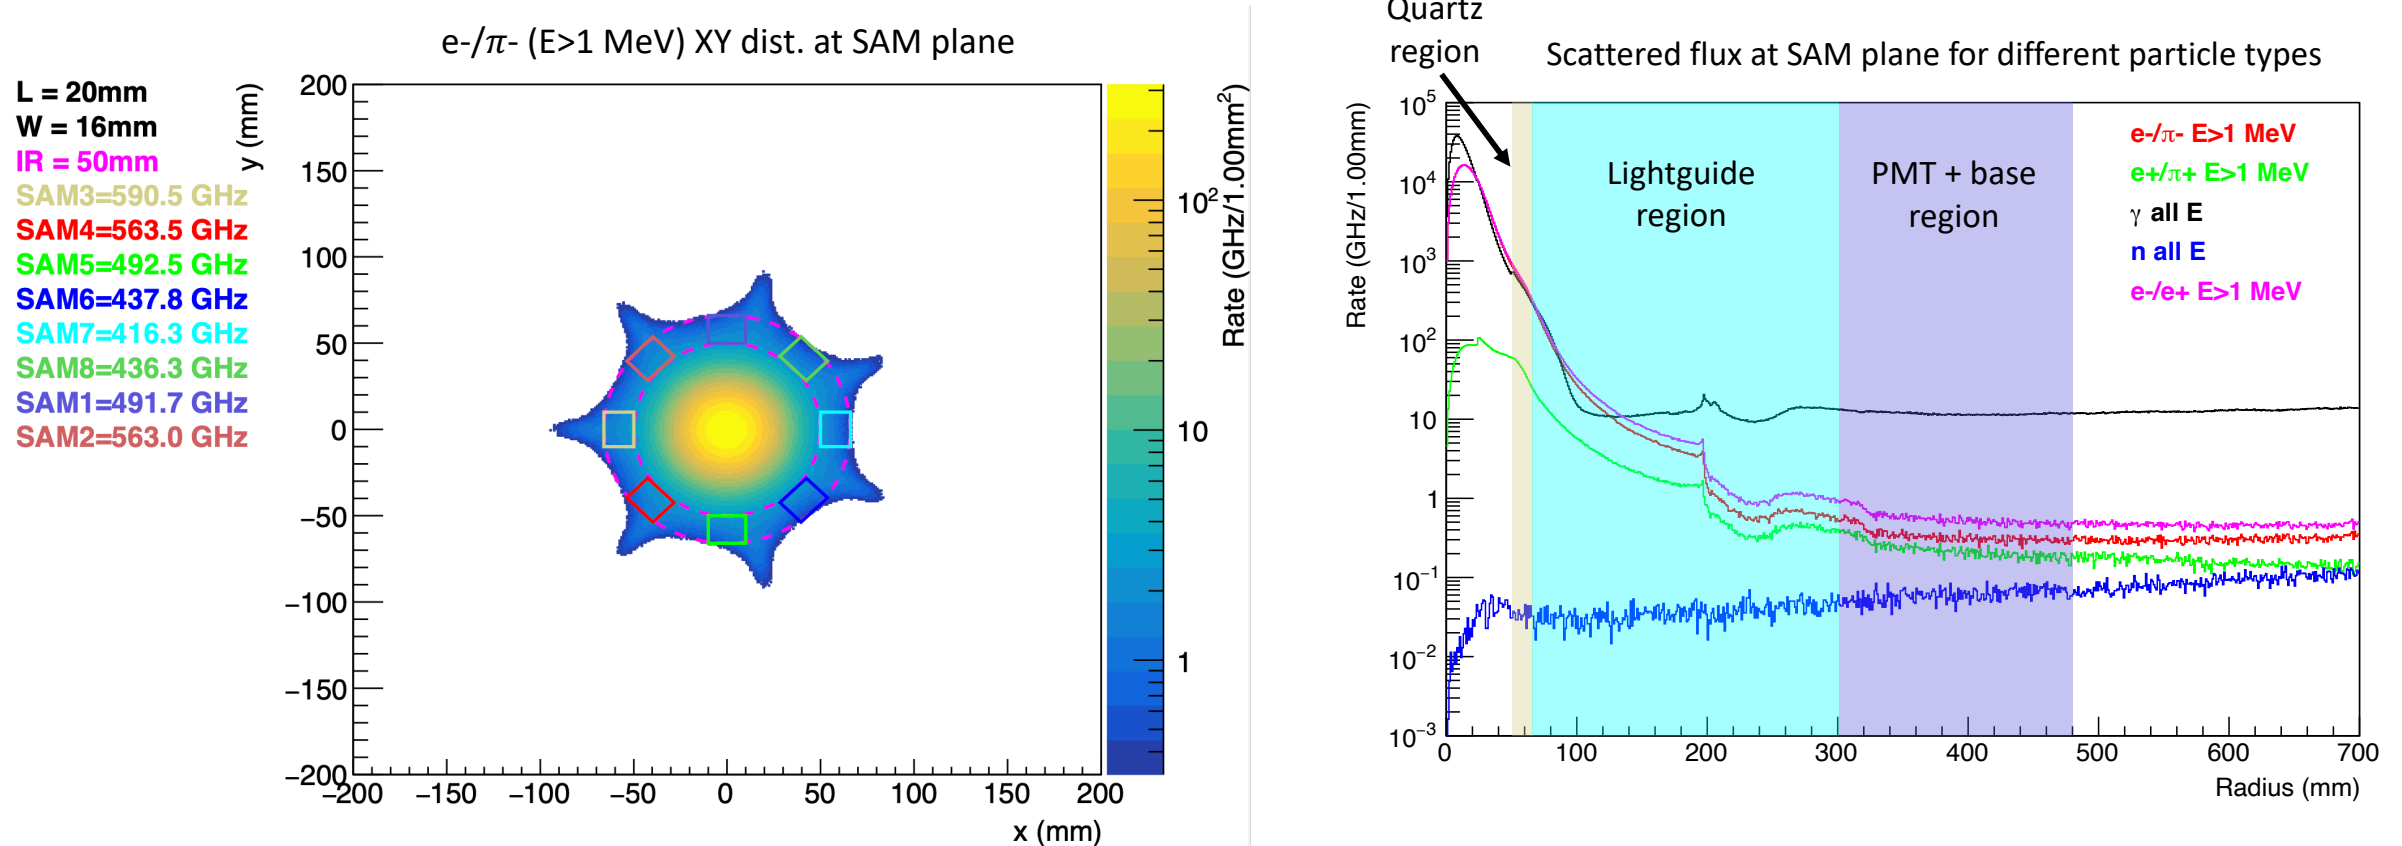 e-/π- (E>1 MeV) XY dist. at SAM plane
L = 20mm
W = 16mm
IR = 50mm
SAM3=590.5 GHz
SAM4=563.5 GHz
SAM5=492.5 GHz
SAM6=437.8 GHz
SAM7=416.3 GHz
SAM8=436.3 GHz
SAM1=491.7 GHz
SAM2=563.0 GHz
y (mm)
200
150
100
50
0
−50
−100
−150
−200
−200 −150 −100 −50 0 50 100 150 200
x (mm)
10²
10
1
Rate (GHz/1.00mm²)
Quartz
region
Scattered flux at SAM plane for different particle types
Rate (GHz/1.00mm)
10⁵
10⁴
10³
10²
10
1
10⁻¹
10⁻²
10⁻³
Lightguide
region
PMT + base
region
e-/π- E>1 MeV
e+/π+ E>1 MeV
γ all E
n all E
e-/e+ E>1 MeV
0 100 200 300 400 500 600 700
Radius (mm)